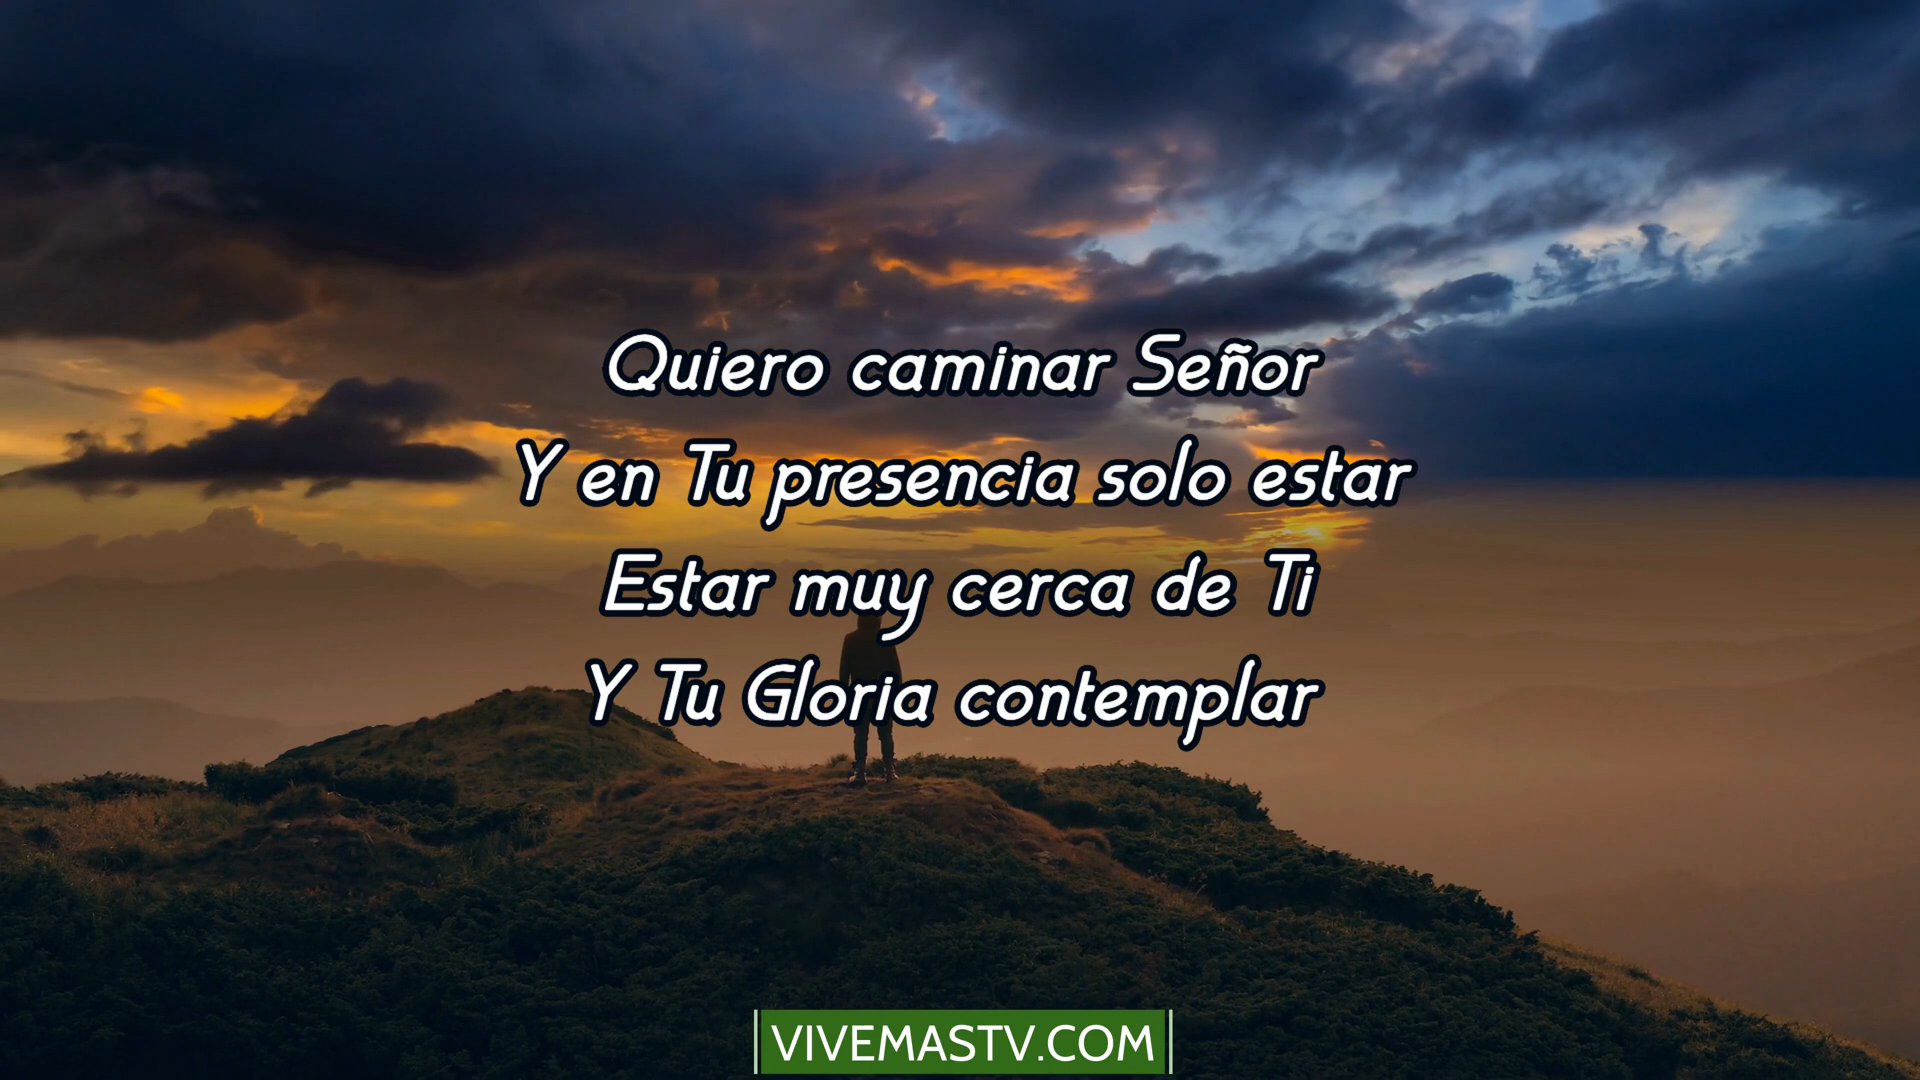 Quiero caminar Señor
Y en Tu presencia solo estar
Estar muy cerca de Ti
Y Tu Gloria contemplar
VIVEMASTV.COM